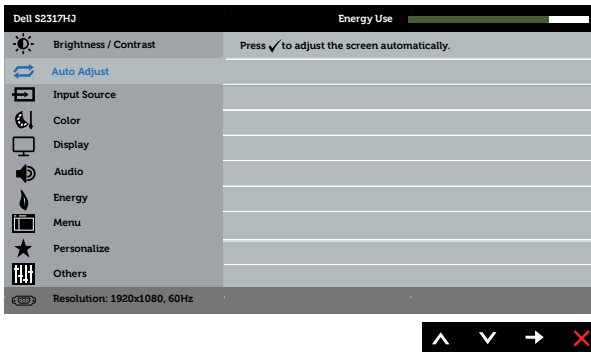 Dell S2317HJ
Energy Use
Brightness / Contrast
Press ✓ to adjust the screen automatically.
Auto Adjust
Input Source
Color
Display
Audio
Energy
Menu
Personalize
Others
Resolution: 1920x1080, 60Hz